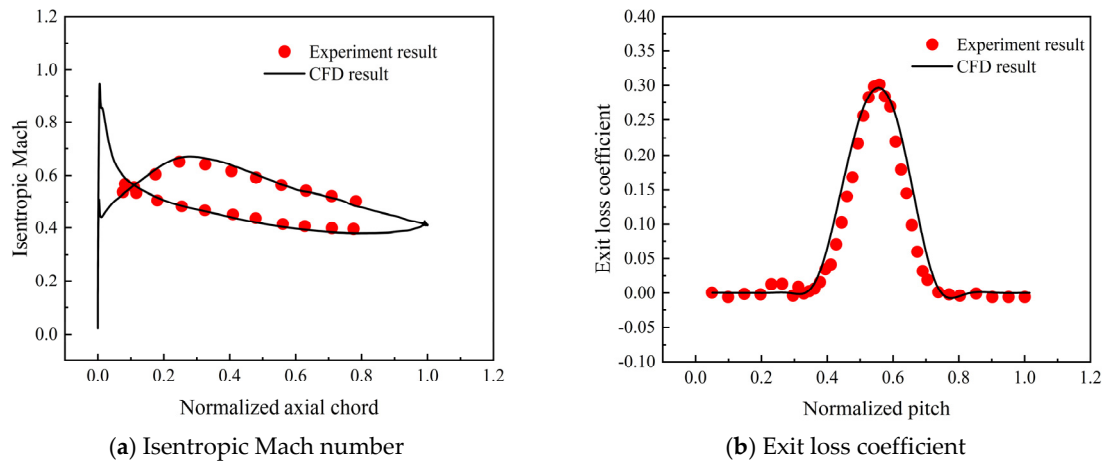 1.2
1.0
0.8
0.6
0.4
0.2
0.0
Isentropic Mach
Experiment result
CFD result
0.0 0.2 0.4 0.6 0.8 1.0 1.2
Normalized axial chord
(a) Isentropic Mach number
0.40
0.35
0.30
0.25
0.20
0.15
0.10
0.05
0.00
-0.05
-0.10
Exit loss coefficient
Experiment result
CFD result
0.0 0.2 0.4 0.6 0.8 1.0 1.2
Normalized pitch
(b) Exit loss coefficient